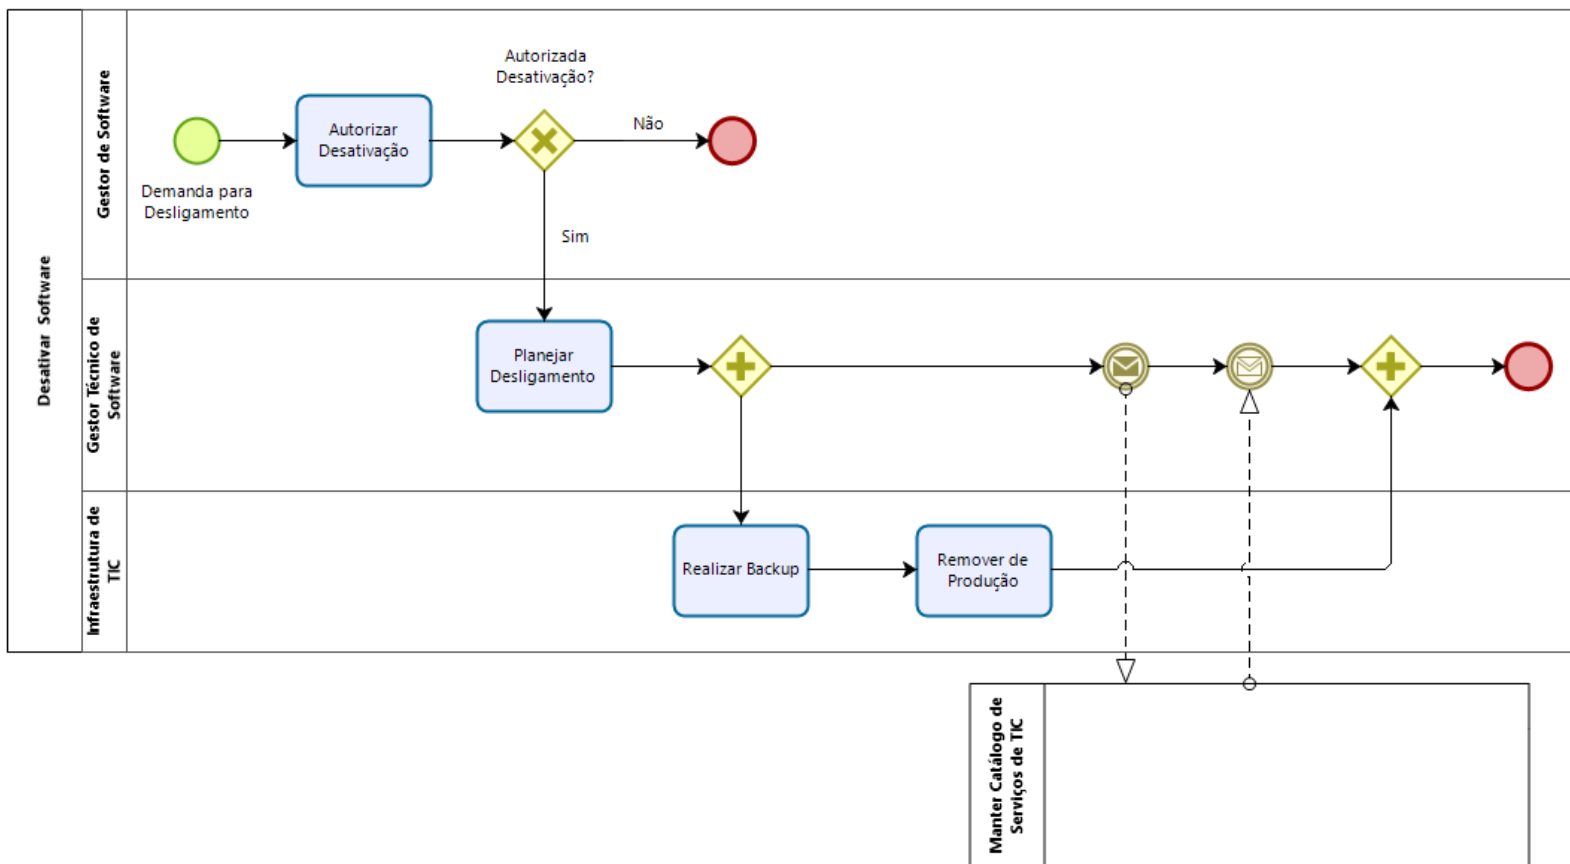 Desativar  Software
Gestor de Software
Demanda para
Desligamento
Autorizar
Desativação
Autorizada
Desativação?
Não
Sim
Gestor Técnico de
Software
Planejar
Desligamento
Infraestrutura de
TIC
Realizar Backup
Remover de
Produção
Manter Catálogo de
Serviços de TIC